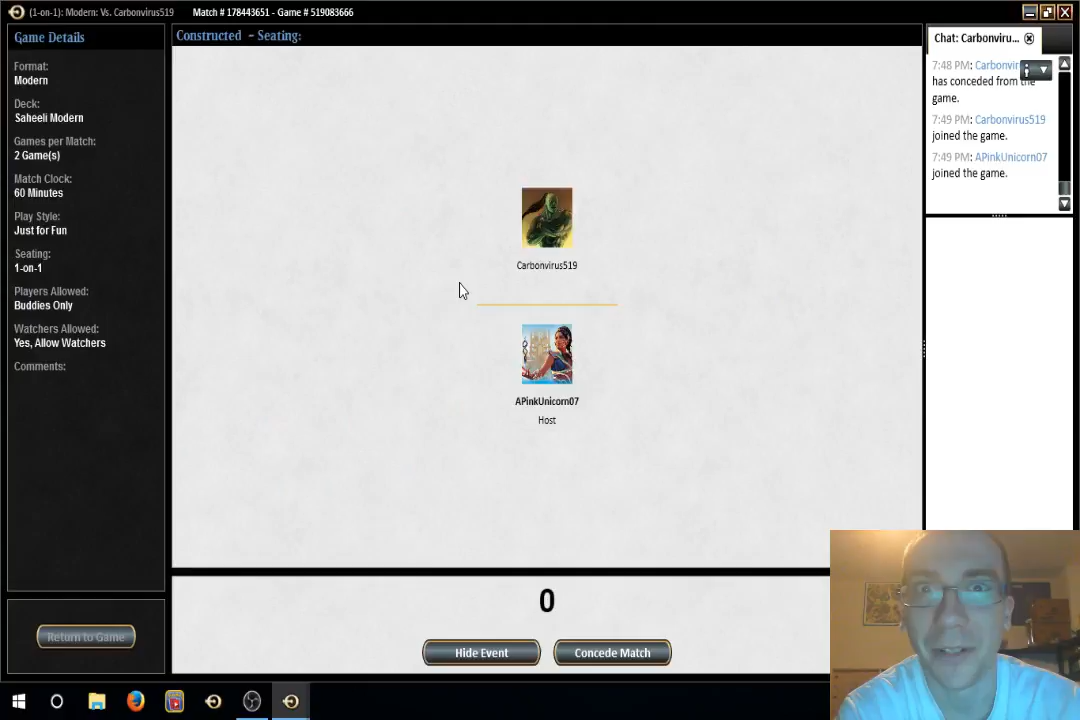 (1-on-1): Modern: Vs. Carbonvirus519 Match # 178443651 - Game # 519083666
Game Details
Format:
Modern
Deck:
Saheeli Modern
Games per Match:
2 Game(s)
Match Clock:
60 Minutes
Play Style:
Just for Fun
Seating:
1-on-1
Players Allowed:
Buddies Only
Watchers Allowed:
Yes, Allow Watchers
Comments:
Return to Game
Constructed - Seating:
Carbonvirus519
APinkUnicorn07
Host
0
Hide Event Concede Match
Chat: Carbonviru...
7:48 PM: Carbonvir
has conceded from the
game.
7:49 PM: Carbonvirus519
joined the game.
7:49 PM: APinkUnicorn07
joined the game.